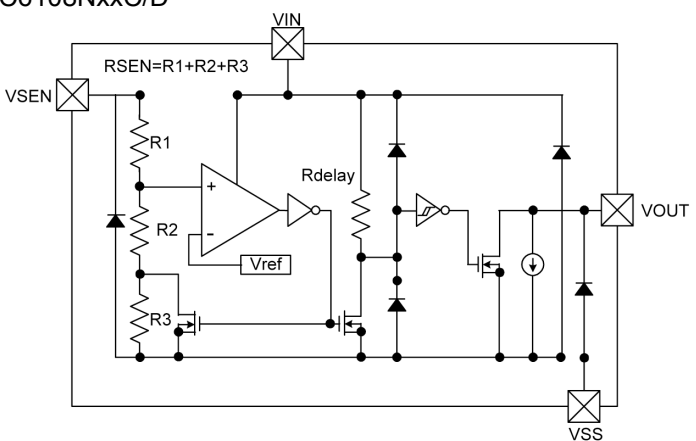 VIN
RSEN=R1+R2+R3
VSEN
R1
+
Rdelay
R2
-
VOUT
Vref
R3
VSS